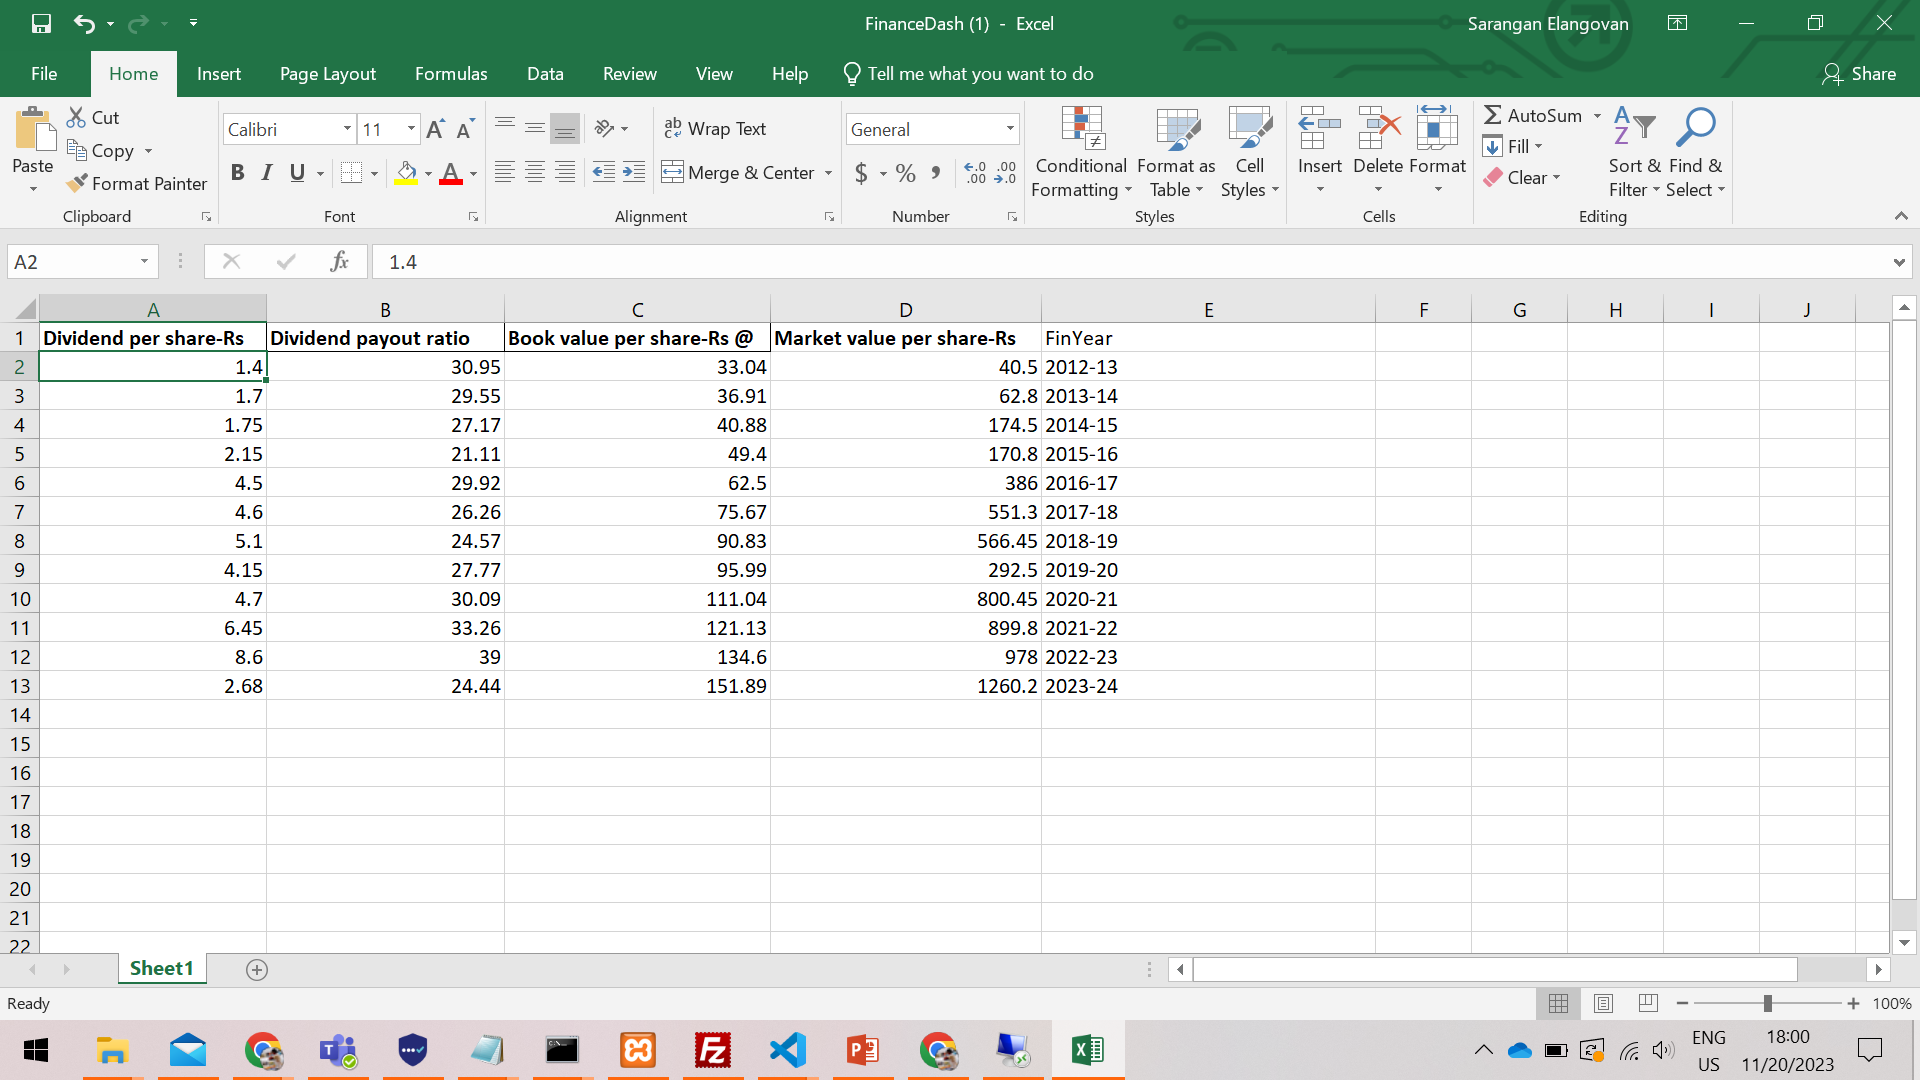 FinanceDash (1) - Excel
Sarangan Elangovan
File Home Insert Page Layout Formulas Data Review View Help Tell me what you want to do Share
Paste
Cut
Copy
Format Painter
Clipboard
Calibri 11
A A
B I U A
Font
ab c Wrap Text
Merge & Center
Alignment
General
$ % , .0 .00 .00 .0
Number
Conditional Formatting
Format as Table
Cell Styles
Styles
Insert Delete Format
Cells
AutoSum
Fill
Clear
A Z
Sort & Filter
Find & Select
Editing
A2 fx 1.4
A B C D E F G H I J
1 Dividend per share-Rs Dividend payout ratio Book value per share-Rs @ Market value per share-Rs FinYear
2 1.4 30.95 33.04 40.5 2012-13
3 1.7 29.55 36.91 62.8 2013-14
4 1.75 27.17 40.88 174.5 2014-15
5 2.15 21.11 49.4 170.8 2015-16
6 4.5 29.92 62.5 386 2016-17
7 4.6 26.26 75.67 551.3 2017-18
8 5.1 24.57 90.83 566.45 2018-19
9 4.15 27.77 95.99 292.5 2019-20
10 4.7 30.09 111.04 800.45 2020-21
11 6.45 33.26 121.13 899.8 2021-22
12 8.6 39 134.6 978 2022-23
13 2.68 24.44 151.89 1260.2 2023-24
14
15
16
17
18
19
20
21
22
Sheet1
Ready
100%
ENG
US
18:00
11/20/2023